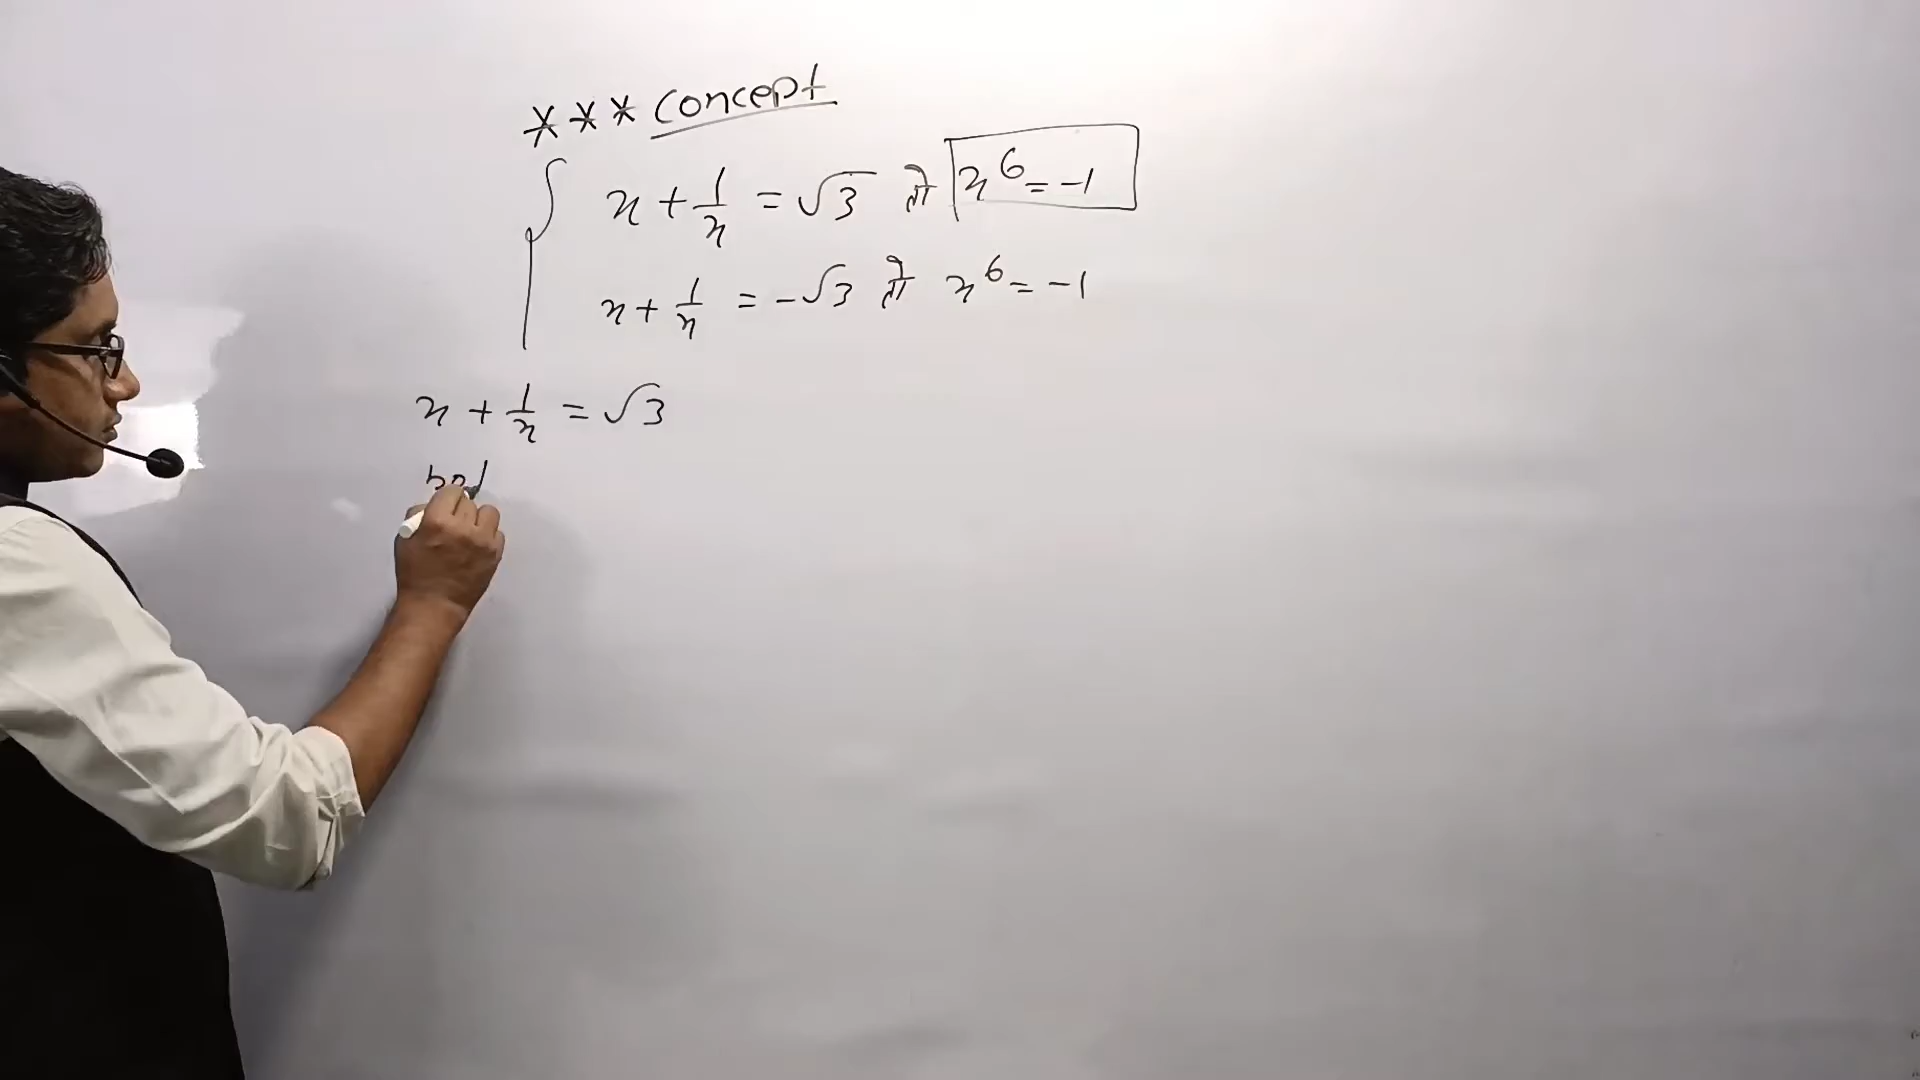 *** Concept
x + 1/x = √3 तो x⁶ = -1
x + 1/x = -√3 तो x⁶ = -1
x + 1/x = √3